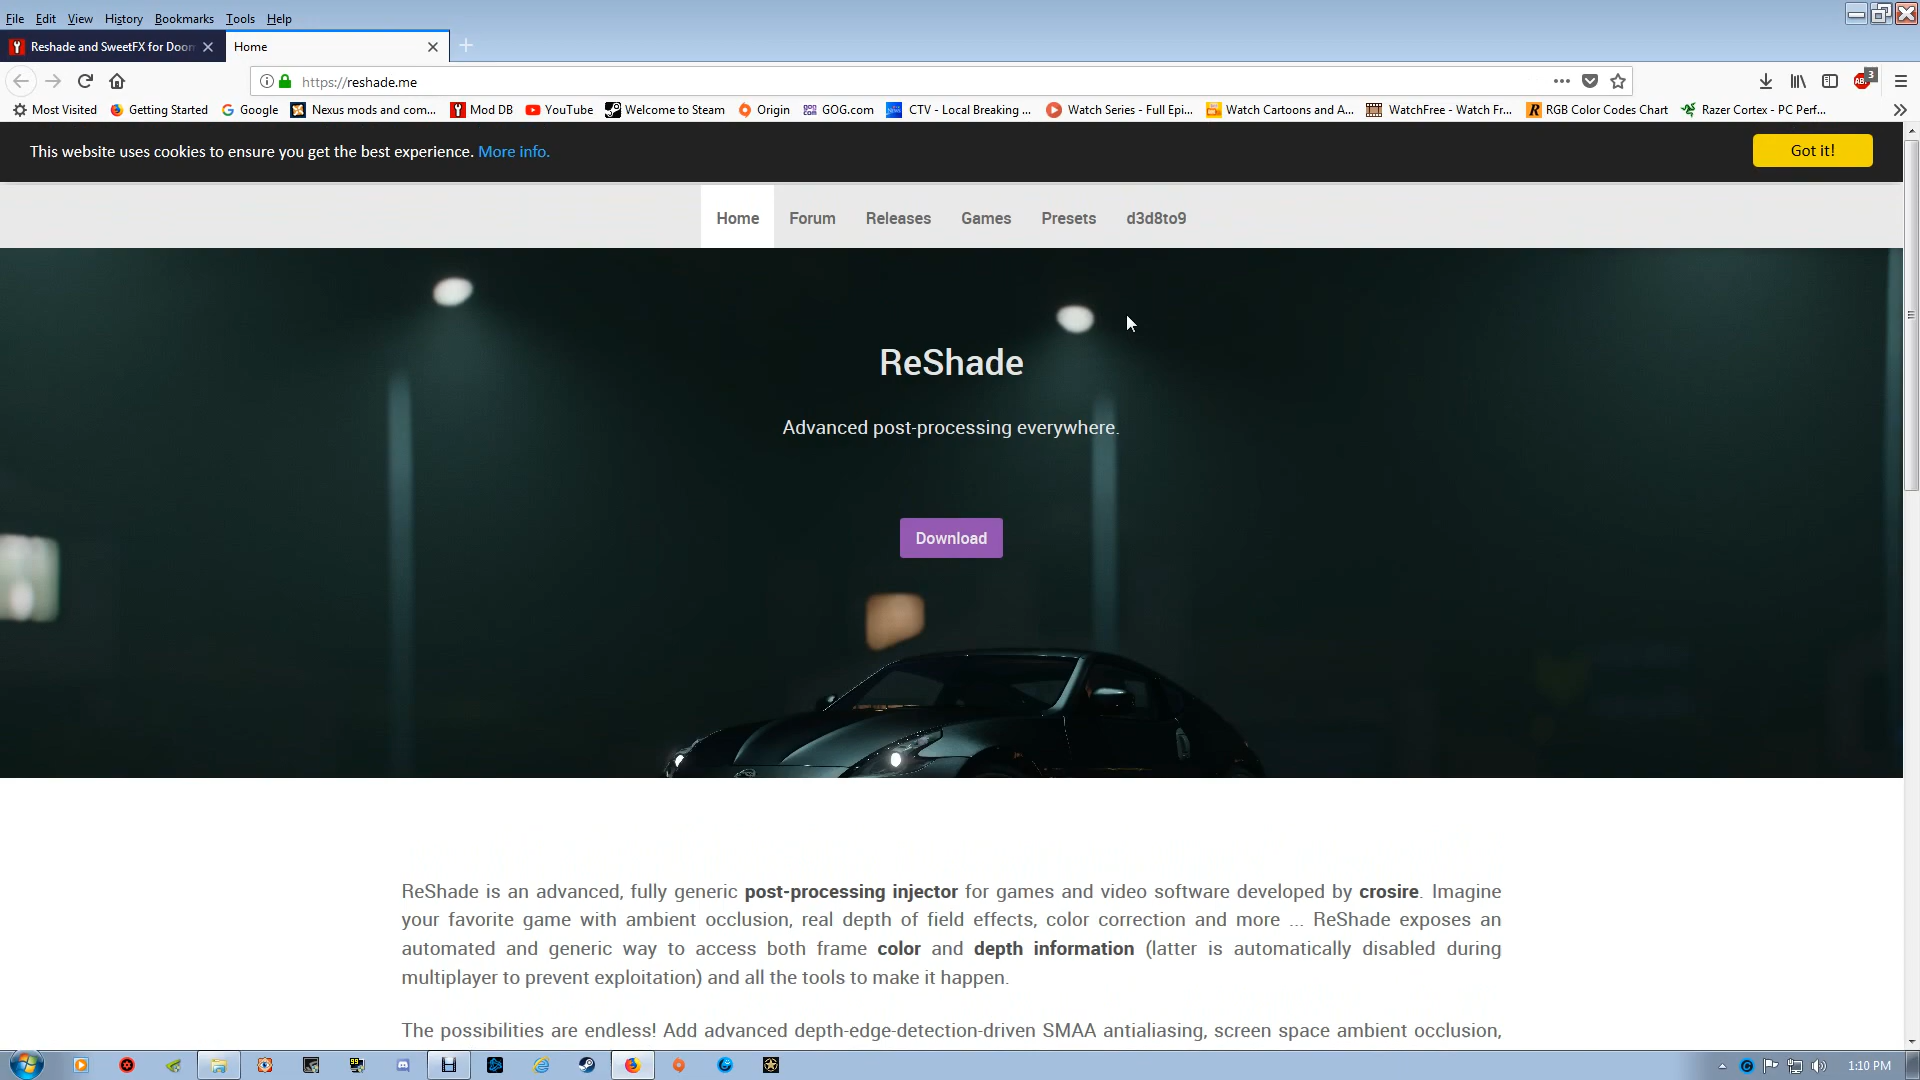 File Edit View History Bookmarks Tools Help
Reshade and SweetFX for Doom
Home
https://reshade.me
3
Most Visited Getting Started Google Nexus mods and com... Mod DB YouTube Welcome to Steam Origin GOG.com CTV - Local Breaking ... Watch Series - Full Epi... Watch Cartoons and A... WatchFree - Watch Fr... RGB Color Codes Chart Razer Cortex - PC Perf...
This website uses cookies to ensure you get the best experience. More info.
Got it!
Home Forum Releases Games Presets d3d8to9
ReShade
Advanced post-processing everywhere.
Download
ReShade is an advanced, fully generic post-processing injector for games and video software developed by crosire. Imagine
your favorite game with ambient occlusion, real depth of field effects, color correction and more ... ReShade exposes an
automated and generic way to access both frame color and depth information (latter is automatically disabled during
multiplayer to prevent exploitation) and all the tools to make it happen.
The possibilities are endless! Add advanced depth-edge-detection-driven SMAA antialiasing, screen space ambient occlusion,
1:10 PM